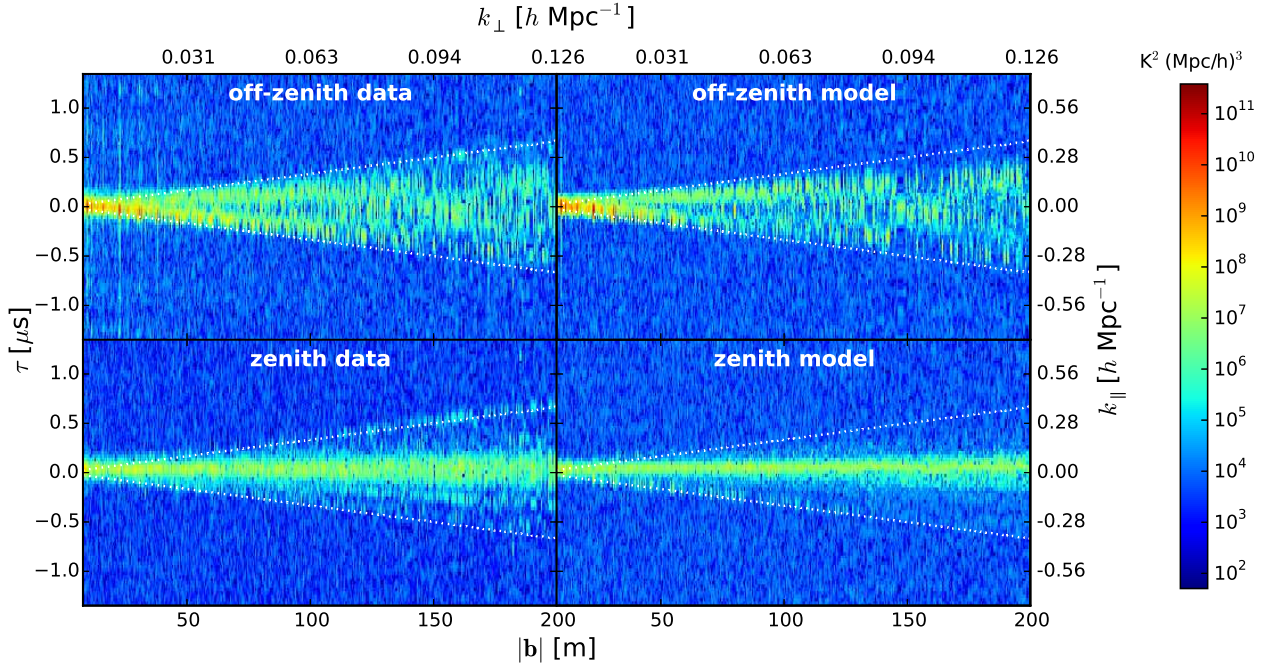 k⊥ [h Mpc⁻¹]
0.031 0.063 0.094 0.126 0.031 0.063 0.094 0.126
K² (Mpc/h)³
off-zenith data off-zenith model
1.0 0.5 0.0 −0.5 −1.0
0.56 0.28 0.00 -0.28 -0.56
zenith data zenith model
1.0 0.5 0.0 −0.5 −1.0
0.56 0.28 0.00 -0.28 -0.56
τ [μs]
k∥ [h Mpc⁻¹]
50 100 150 200 50 100 150 200
|b| [m]
10¹¹
10¹⁰
10⁹
10⁸
10⁷
10⁶
10⁵
10⁴
10³
10²